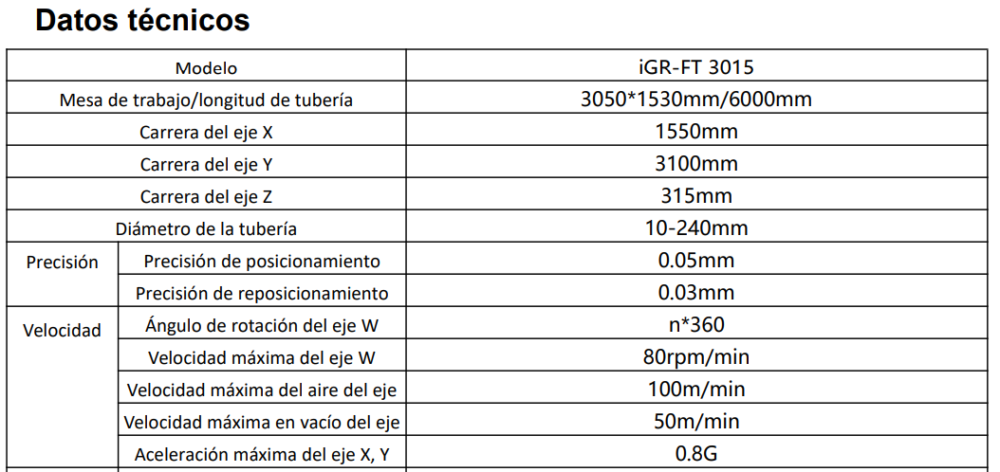 Datos técnicos
Modelo iGR-FT 3015
Mesa de trabajo/longitud de tubería 3050*1530mm/6000mm
Carrera del eje X 1550mm
Carrera del eje Y 3100mm
Carrera del eje Z 315mm
Diámetro de la tubería 10-240mm
Precisión Precisión de posicionamiento 0.05mm
Precisión de reposicionamiento 0.03mm
Velocidad Ángulo de rotación del eje W n*360
Velocidad máxima del eje W 80rpm/min
Velocidad máxima del aire del eje 100m/min
Velocidad máxima en vacío del eje 50m/min
Aceleración máxima del eje X, Y 0.8G